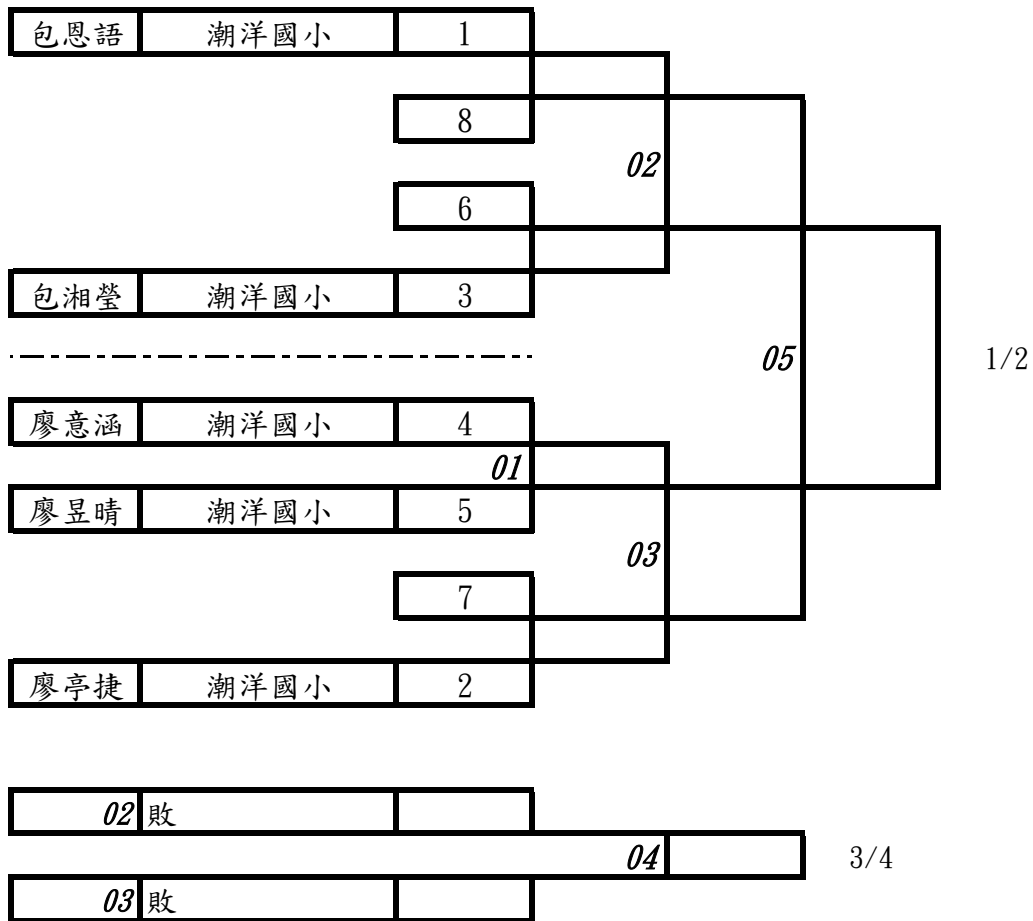 包恩語 潮洋國小 1
8
02
6
包湘瑩 潮洋國小 3
05 1/2
廖意涵 潮洋國小 4
01
廖昱晴 潮洋國小 5
03
7
廖亭捷 潮洋國小 2
02 敗
04 3/4
03 敗